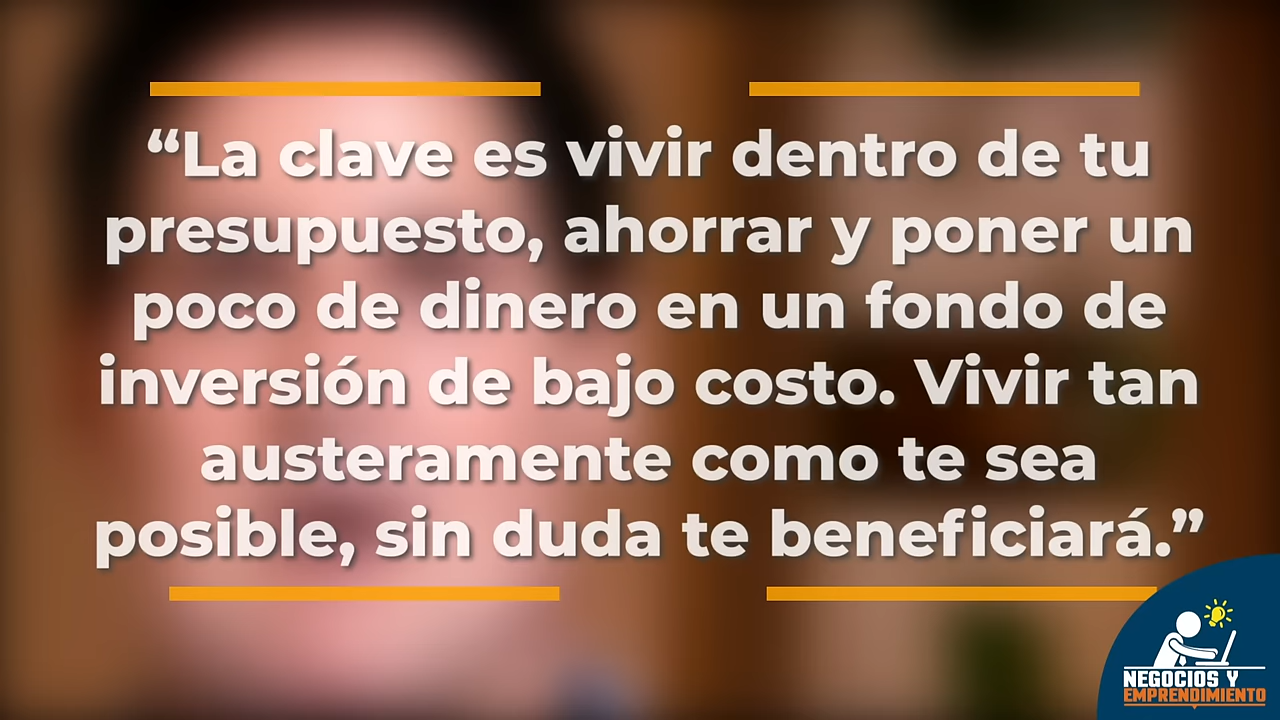 “La clave es vivir dentro de tu
presupuesto, ahorrar y poner un
poco de dinero en un fondo de
inversión de bajo costo. Vivir tan
austeramente como te sea
posible, sin duda te beneficiará.”
NEGOCIOS Y
EMPRENDIMIENTO